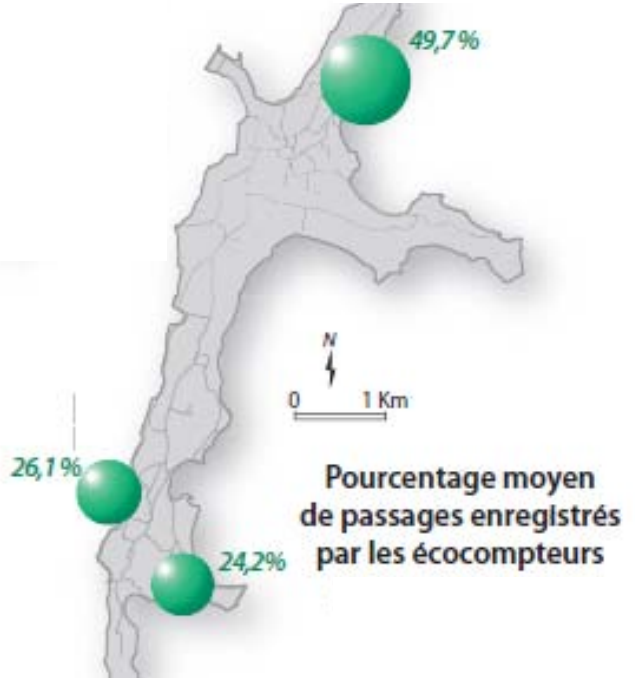 49,7 %
N
0 1 Km
26,1 %
Pourcentage moyen
de passages enregistrés
par les écocompteurs
24,2%